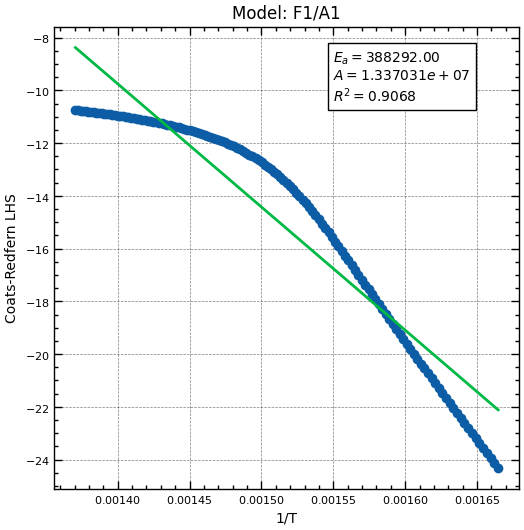 Model: F1/A1
−8
−10
−12
−14
−16
−18
−20
−22
−24
Coats-Redfern LHS
E_a = 388292.00
A = 1.337031e + 07
R² = 0.9068
0.00140 0.00145 0.00150 0.00155 0.00160 0.00165
1/T